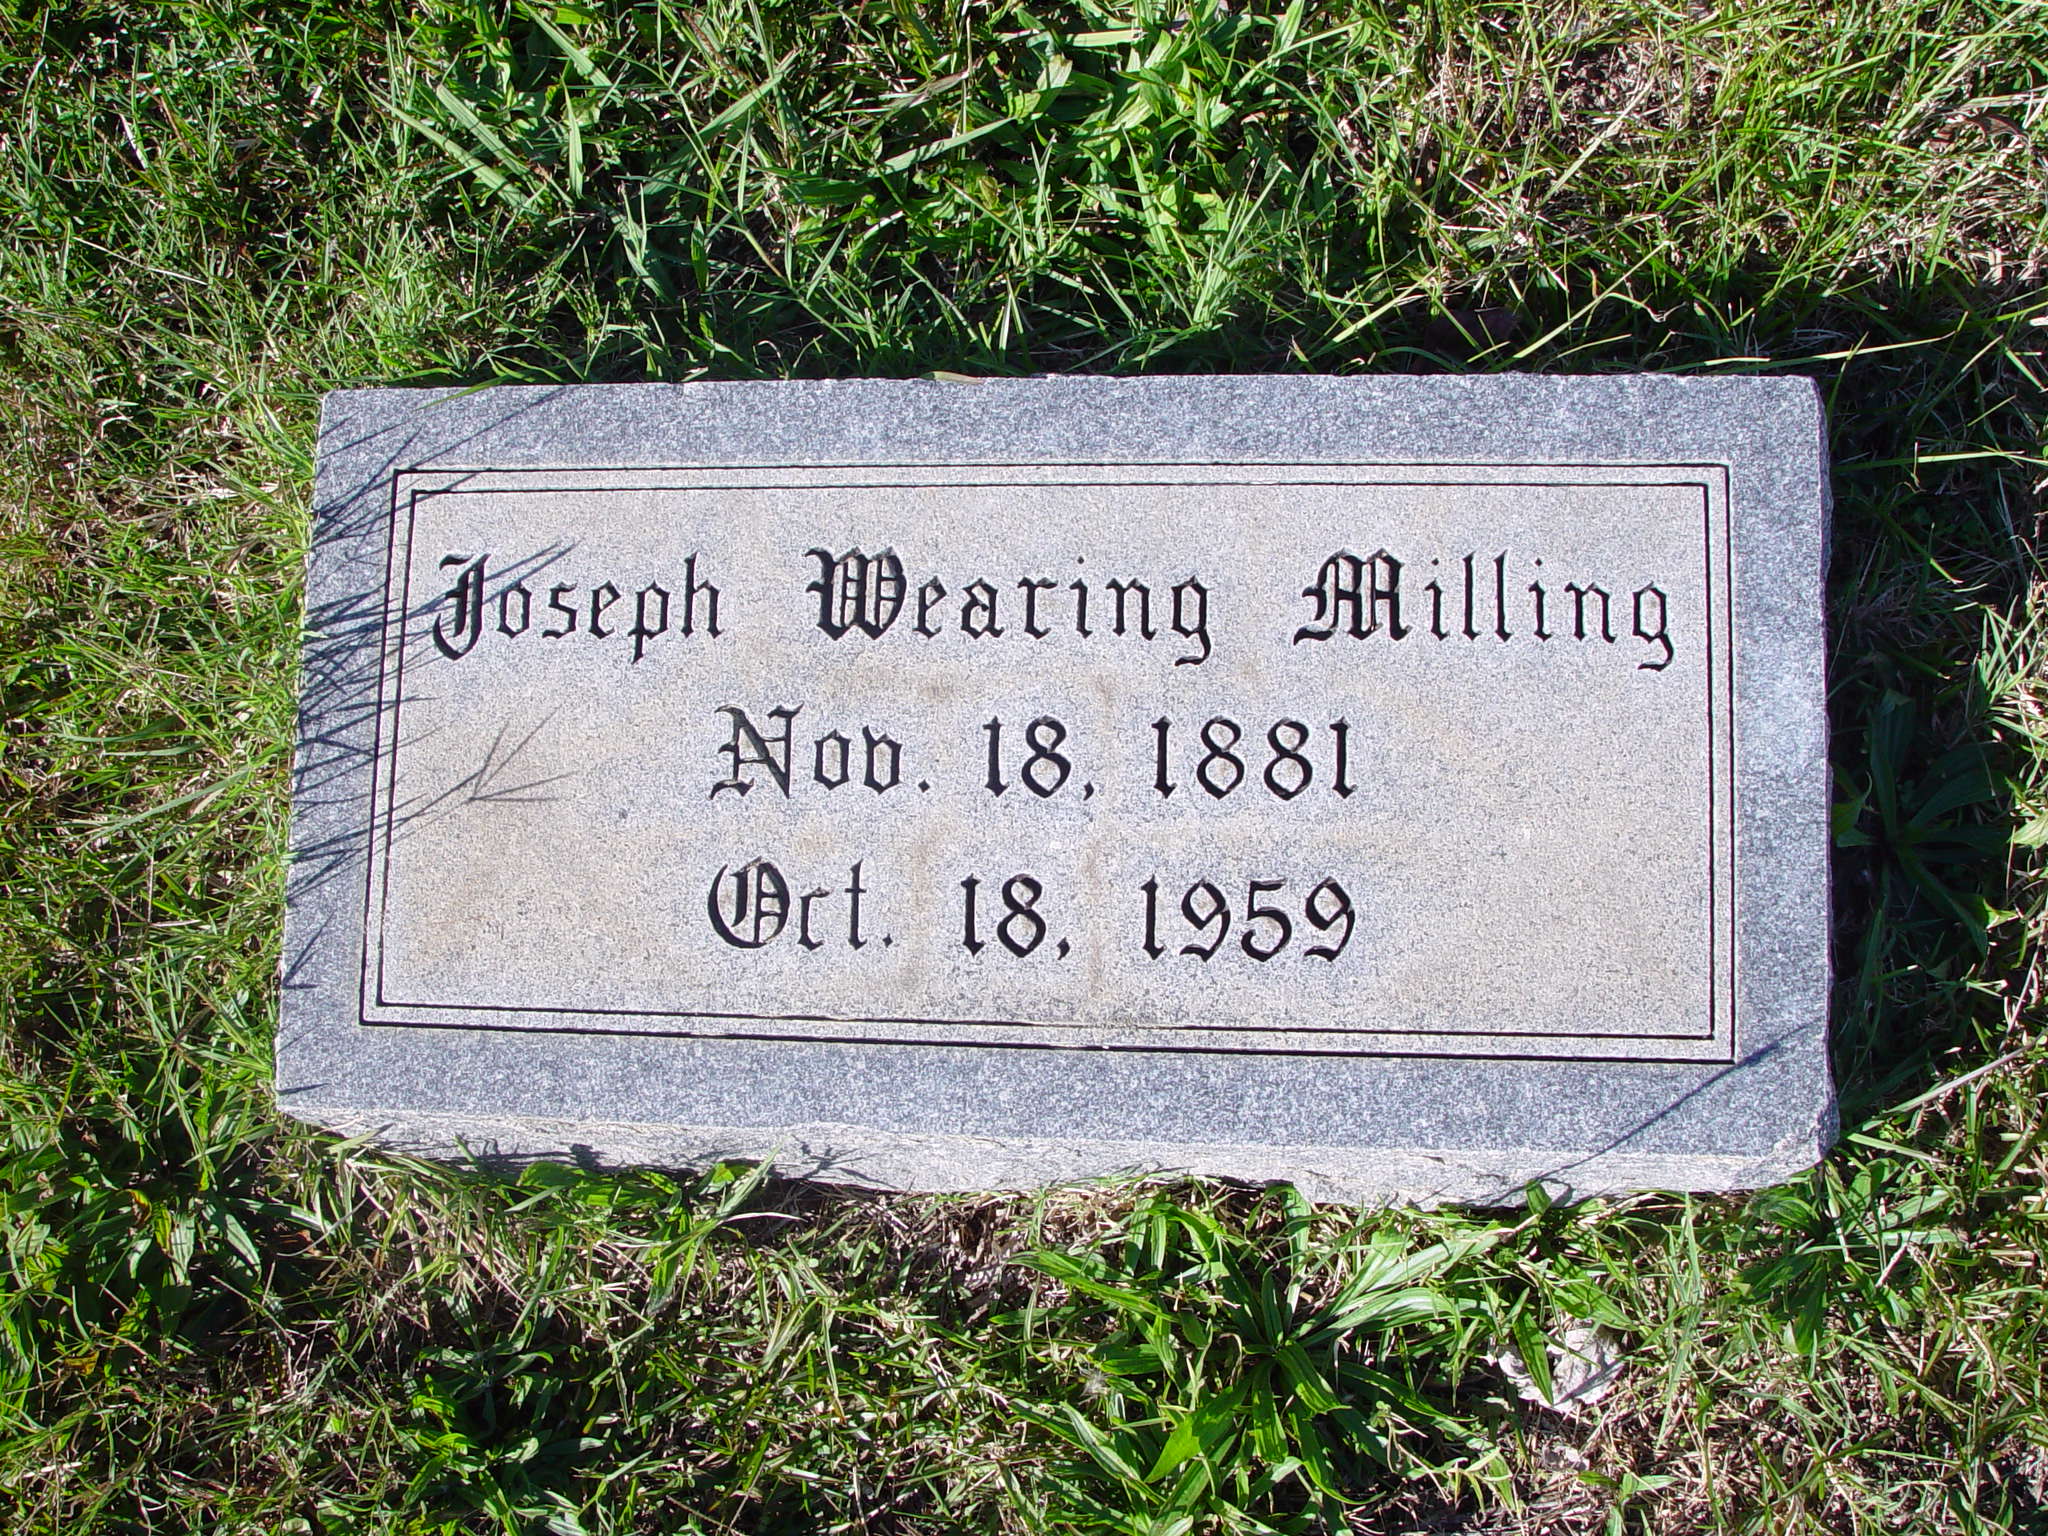 Joseph Wearing Milling
Nov. 18, 1881
Oct. 18, 1959